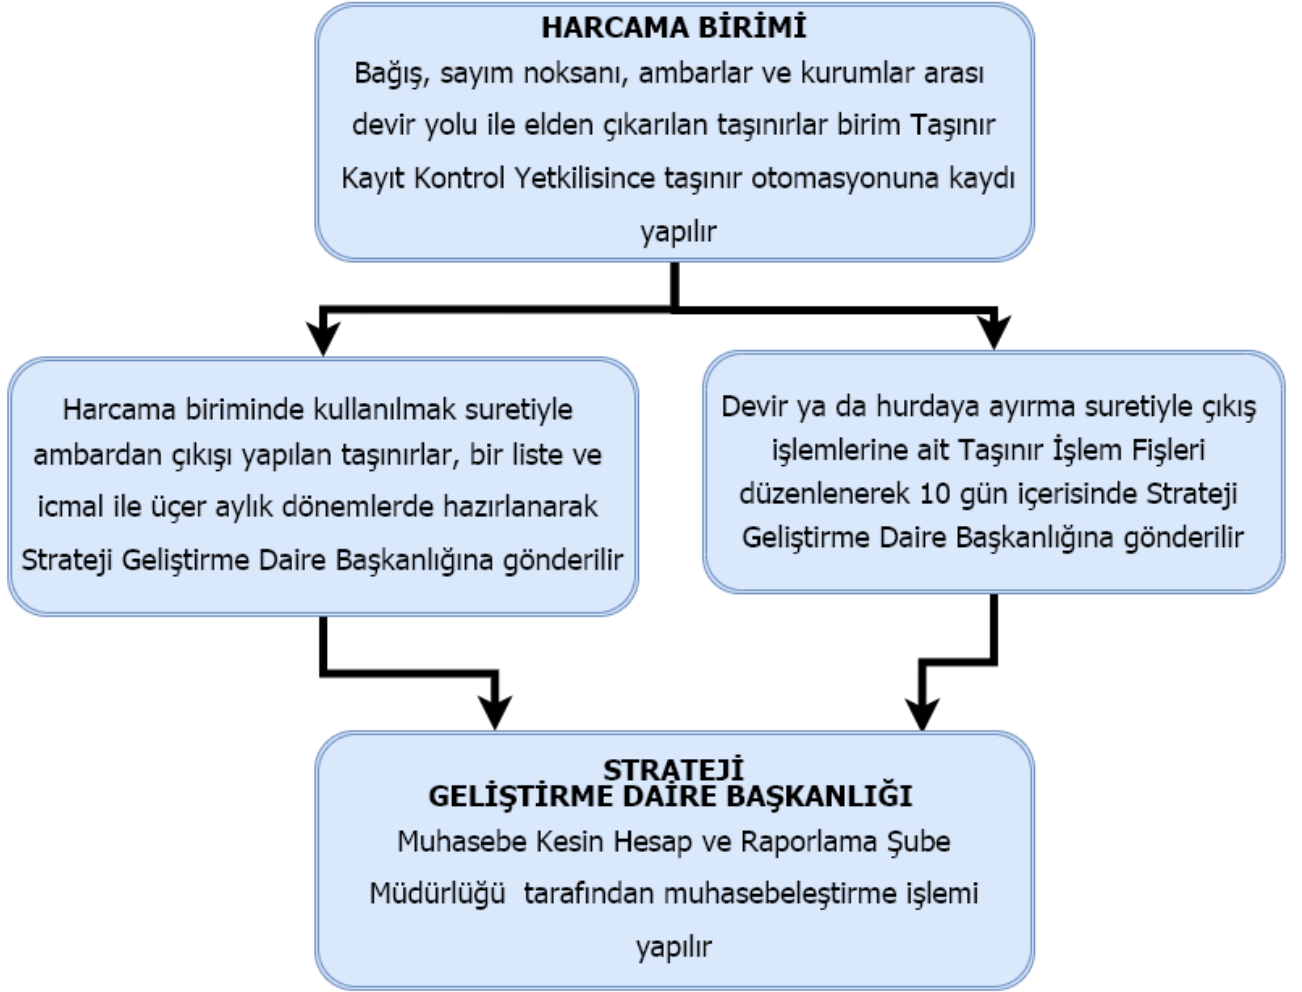 HARCAMA BİRİMİ
Bağış, sayım noksanı, ambarlar ve kurumlar arası
devir yolu ile elden çıkarılan taşınırlar birim Taşınır
Kayıt Kontrol Yetkilisince taşınır otomasyonuna kaydı
yapılır
Harcama biriminde kullanılmak suretiyle
ambardan çıkışı yapılan taşınırlar, bir liste ve
icmal ile üçer aylık dönemlerde hazırlanarak
Strateji Geliştirme Daire Başkanlığına gönderilir
Devir ya da hurdaya ayırma suretiyle çıkış
işlemlerine ait Taşınır İşlem Fişleri
düzenlenerek 10 gün içerisinde Strateji
Geliştirme Daire Başkanlığına gönderilir
STRATEJİ
GELİŞTİRME DAİRE BAŞKANLIĞI
Muhasebe Kesin Hesap ve Raporlama Şube
Müdürlüğü  tarafından muhasebeleştirme işlemi
yapılır